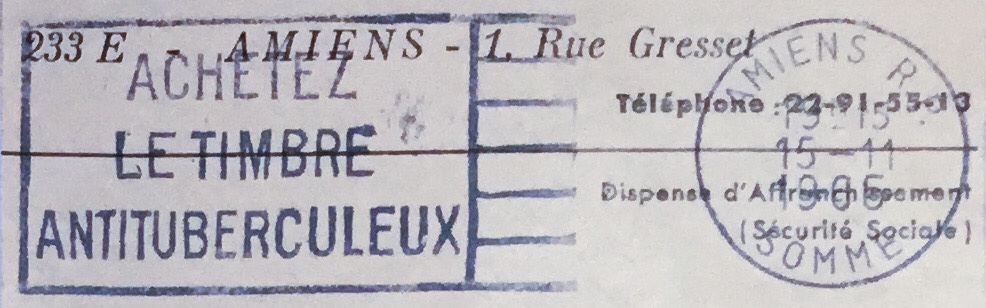 233 E - AMIENS - 1, Rue Gresset
ACHETEZ
LE TIMBRE
ANTITUBERCULEUX
Téléphone : 22-91-55-13
Dispense d'Affranchissement
(Sécurité Sociale)
AMIENS R.P.
15-11
SOMME